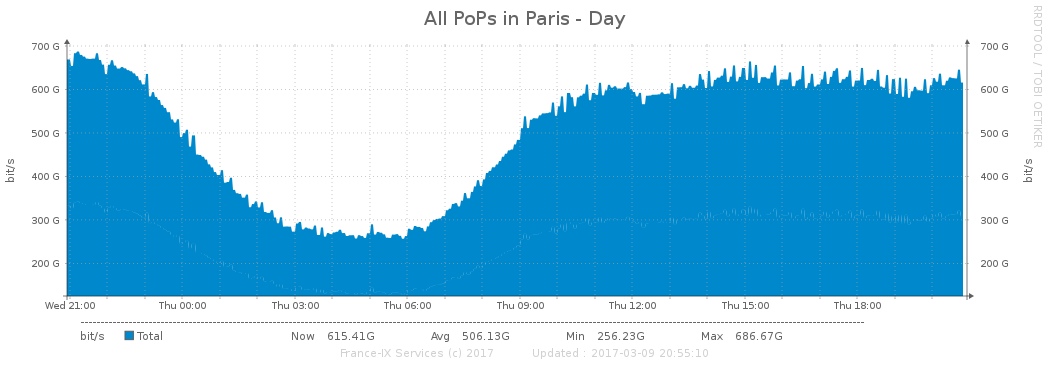 All PoPs in Paris - Day
RRDTOOL / TOBI OETIKER
bit/s
700 G
600 G
500 G
400 G
300 G
200 G
700 G
600 G
500 G
400 G
300 G
200 G
bit/s
Wed 21:00 Thu 00:00 Thu 03:00 Thu 06:00 Thu 09:00 Thu 12:00 Thu 15:00 Thu 18:00
bit/s Total Now 615.41G Avg 506.13G Min 256.23G Max 686.67G
France-IX Services (c) 2017 Updated : 2017-03-09 20:55:10